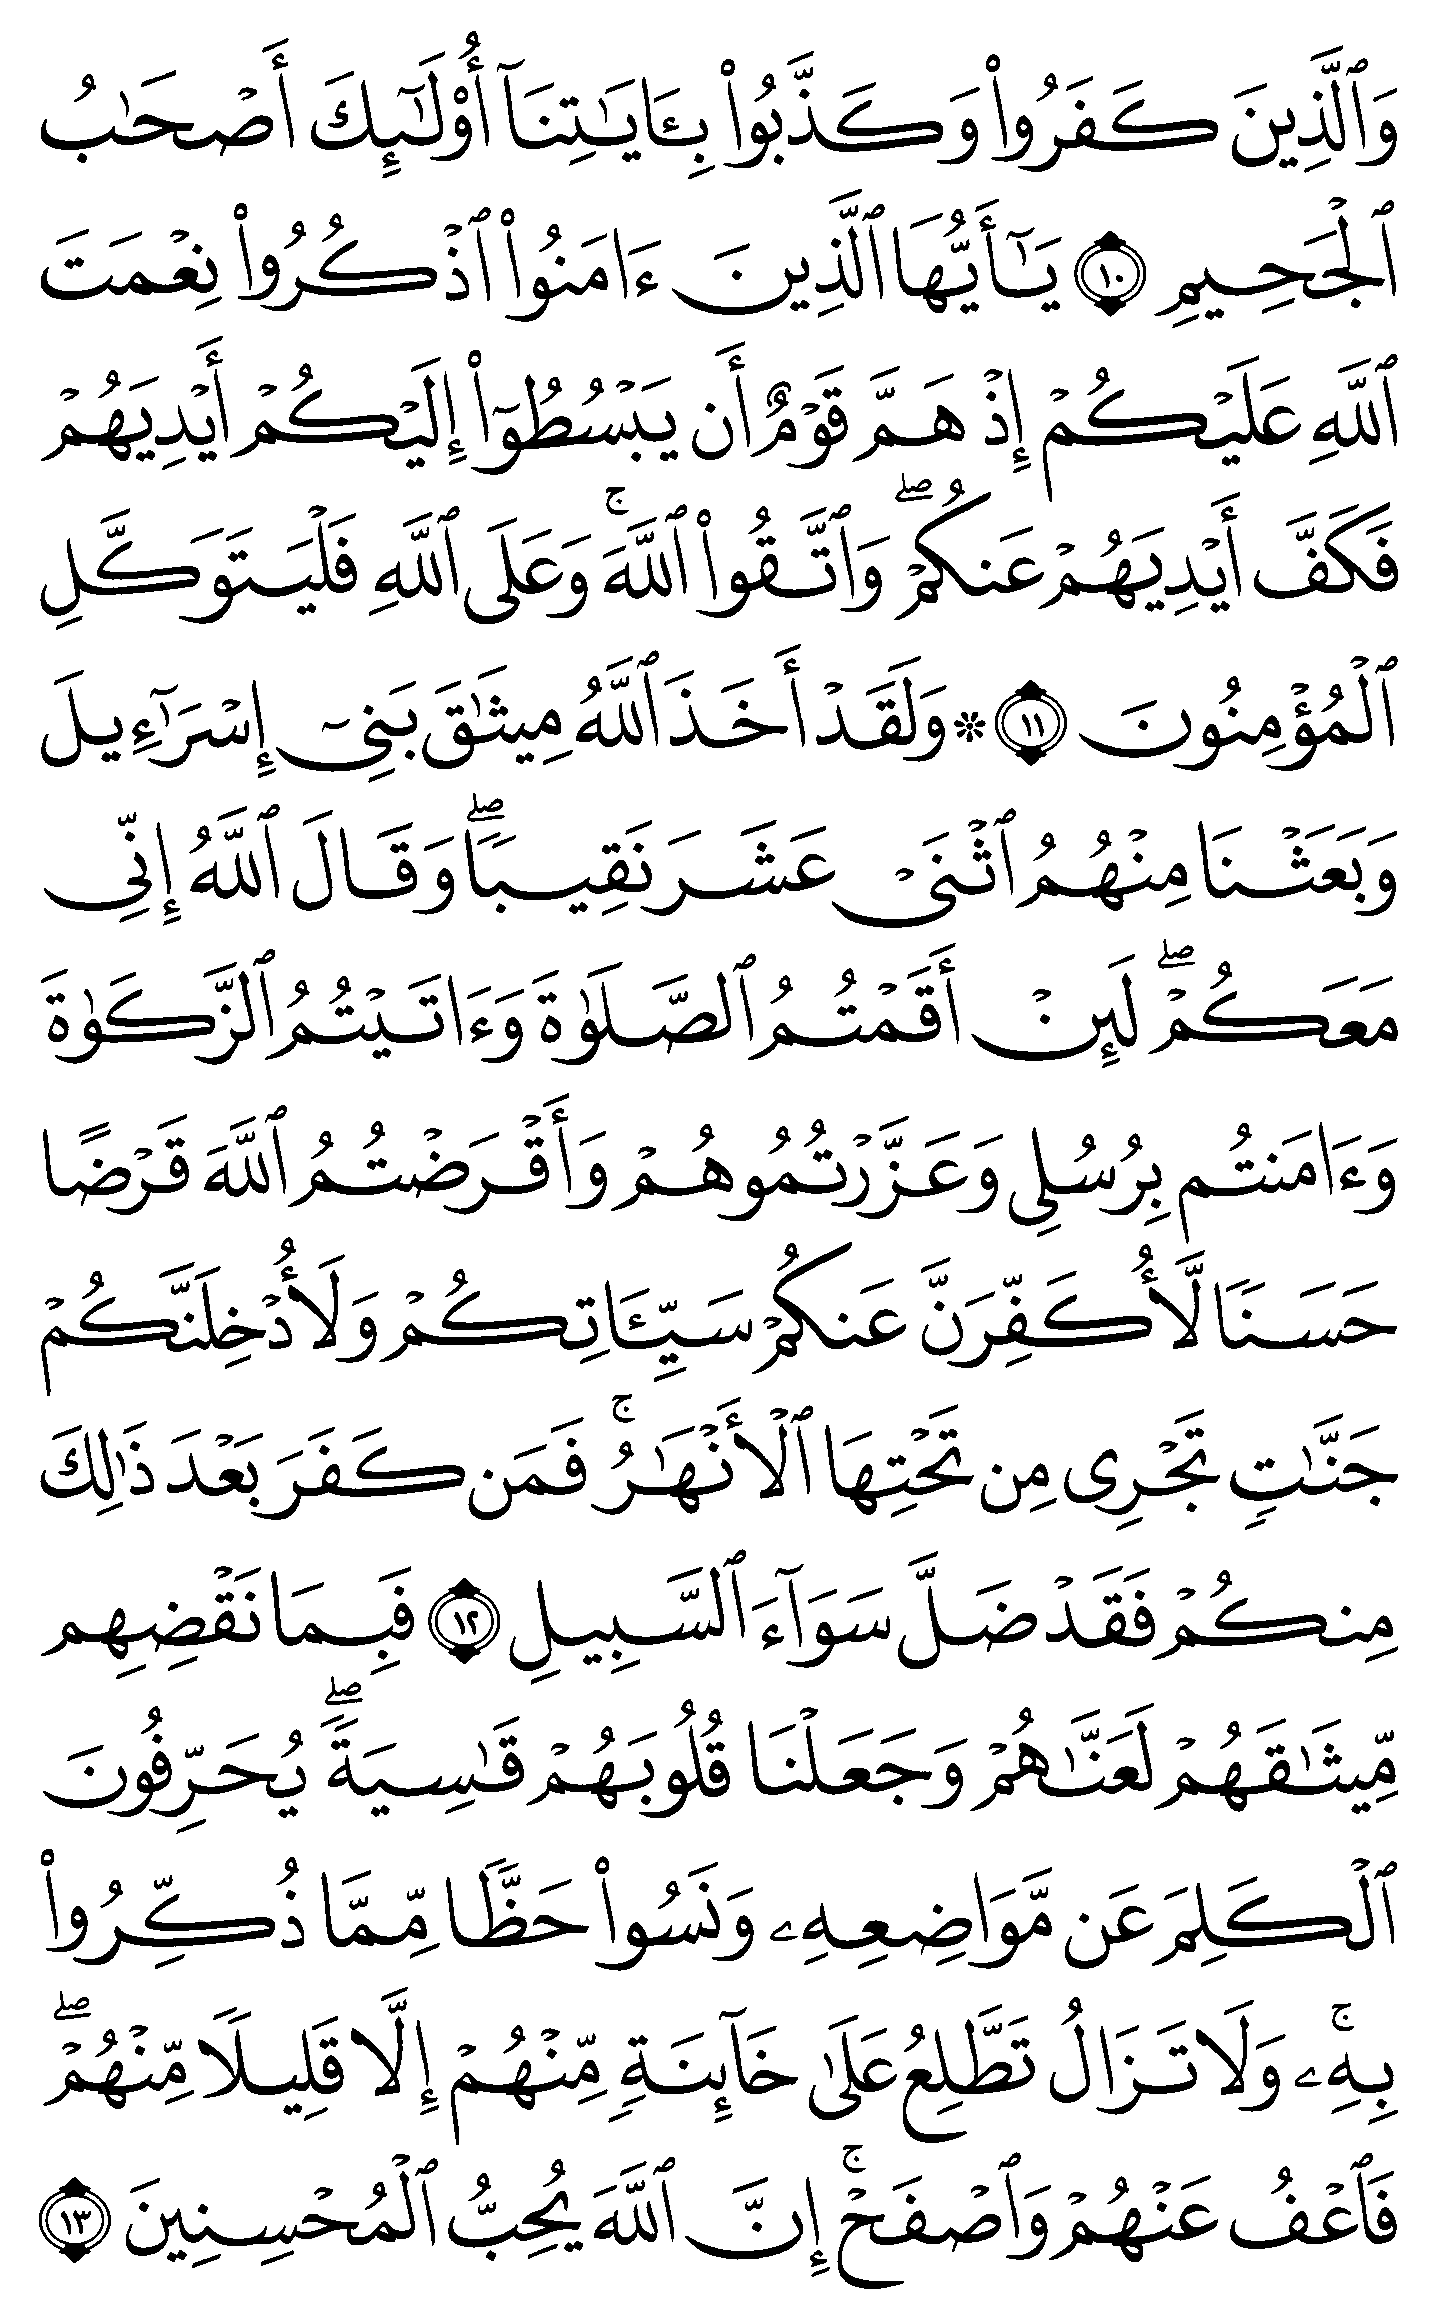 وَٱلَّذِينَ كَفَرُواْ وَكَذَّبُواْ بِـَٔايَٰتِنَآ أُوْلَٰٓئِكَ أَصۡحَٰبُ
ٱلۡجَحِيمِ ١٠ يَٰٓأَيُّهَا ٱلَّذِينَ ءَامَنُواْ ٱذۡكُرُواْ نِعۡمَتَ
ٱللَّهِ عَلَيۡكُمۡ إِذۡ هَمَّ قَوۡمٌ أَن يَبۡسُطُوٓاْ إِلَيۡكُمۡ أَيۡدِيَهُمۡ
فَكَفَّ أَيۡدِيَهُمۡ عَنكُمۡۖ وَٱتَّقُواْ ٱللَّهَۚ وَعَلَى ٱللَّهِ فَلۡيَتَوَكَّلِ
ٱلۡمُؤۡمِنُونَ ١١ ۞ وَلَقَدۡ أَخَذَ ٱللَّهُ مِيثَٰقَ بَنِيٓ إِسۡرَٰٓءِيلَ
وَبَعَثۡنَا مِنۡهُمُ ٱثۡنَيۡ عَشَرَ نَقِيبٗاۖ وَقَالَ ٱللَّهُ إِنِّي
مَعَكُمۡۖ لَئِنۡ أَقَمۡتُمُ ٱلصَّلَوٰةَ وَءَاتَيۡتُمُ ٱلزَّكَوٰةَ
وَءَامَنتُم بِرُسُلِي وَعَزَّرۡتُمُوهُمۡ وَأَقۡرَضۡتُمُ ٱللَّهَ قَرۡضًا
حَسَنٗا لَّأُكَفِّرَنَّ عَنكُمۡ سَيِّـَٔاتِكُمۡ وَلَأُدۡخِلَنَّكُمۡ
جَنَّٰتٖ تَجۡرِي مِن تَحۡتِهَا ٱلۡأَنۡهَٰرُۚ فَمَن كَفَرَ بَعۡدَ ذَٰلِكَ
مِنكُمۡ فَقَدۡ ضَلَّ سَوَآءَ ٱلسَّبِيلِ ١٢ فَبِمَا نَقۡضِهِم
مِّيثَٰقَهُمۡ لَعَنَّٰهُمۡ وَجَعَلۡنَا قُلُوبَهُمۡ قَٰسِيَةٗۖ يُحَرِّفُونَ
ٱلۡكَلِمَ عَن مَّوَاضِعِهِۦ وَنَسُواْ حَظّٗا مِّمَّا ذُكِّرُواْ
بِهِۦۚ وَلَا تَزَالُ تَطَّلِعُ عَلَىٰ خَآئِنَةٖ مِّنۡهُمۡ إِلَّا قَلِيلٗا مِّنۡهُمۡۖ
فَٱعۡفُ عَنۡهُمۡ وَٱصۡفَحۡۚ إِنَّ ٱللَّهَ يُحِبُّ ٱلۡمُحۡسِنِينَ ١٣